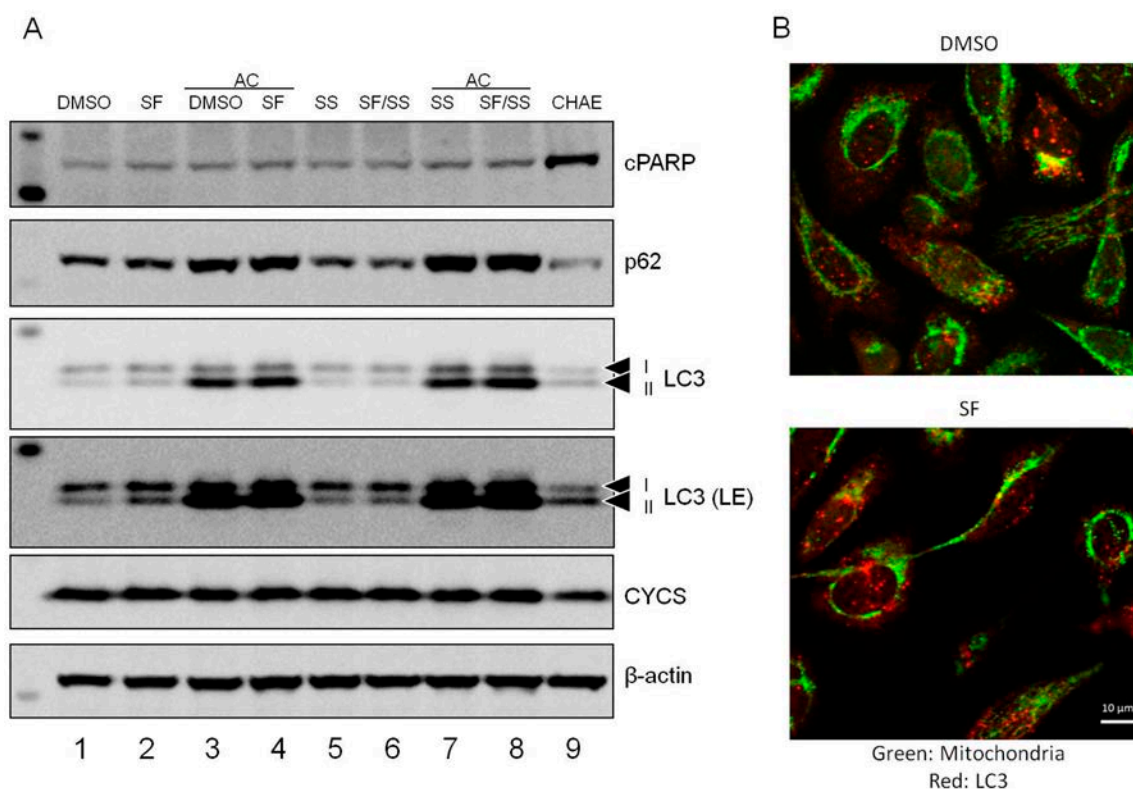 A
AC
AC
DMSO SF DMSO SF SS SF/SS SS SF/SS CHAE
cPARP
p62
I
II LC3
I
II LC3 (LE)
CYCS
β-actin
1 2 3 4 5 6 7 8 9
B
DMSO
SF
10 μm
Green: Mitochondria
Red: LC3